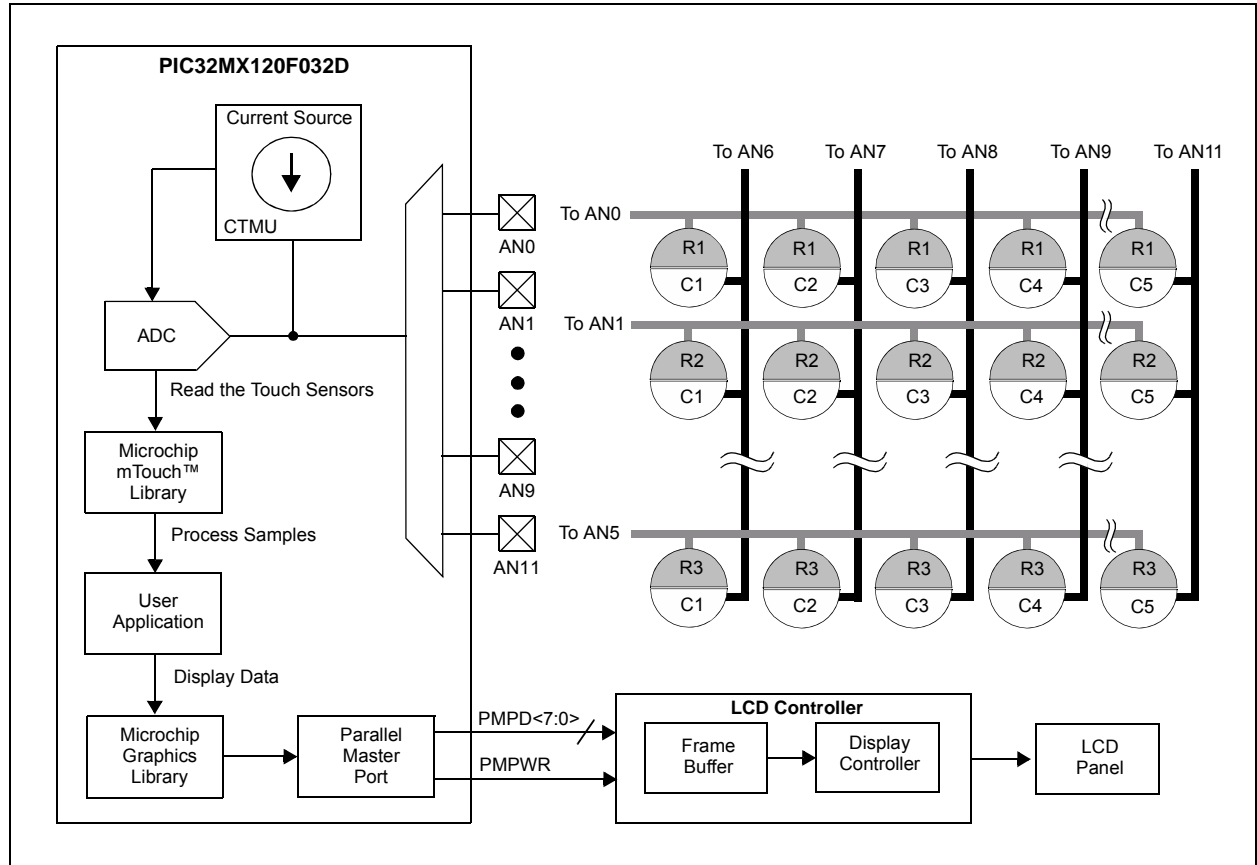 PIC32MX120F032D
Current Source
CTMU
ADC
Read the Touch Sensors
Microchip
mTouch™
Library
Process Samples
User
Application
Display Data
Microchip
Graphics
Library
Parallel
Master
Port
AN0
AN1
AN9
AN11
To AN6
To AN7
To AN8
To AN9
To AN11
To AN0
R1
R1
R1
R1
R1
C1
C2
C3
C4
C5
To AN1
R2
R2
R2
R2
R2
C1
C2
C3
C4
C5
To AN5
R3
R3
R3
R3
R3
C1
C2
C3
C4
C5
PMPD<7:0>
PMPWR
LCD Controller
Frame
Buffer
Display
Controller
LCD
Panel